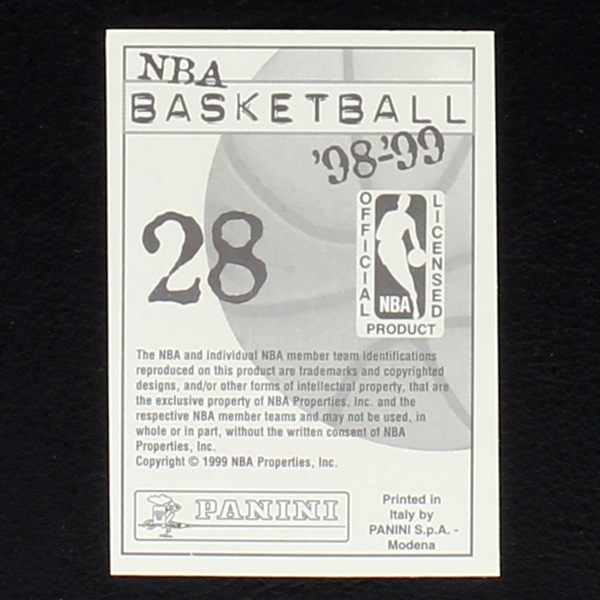 NBA
BASKETBALL
'98-'99
28
OFFICIAL
LICENSED
NBA
PRODUCT
The NBA and individual NBA member team identifications
reproduced on this product are trademarks and copyrighted
designs, and/or other forms of intellectual property, that are
the exclusive property of NBA Properties, Inc. and the
respective NBA member teams and may not be used, in
whole or in part, without the written consent of NBA
Properties, Inc.
Copyright © 1999 NBA Properties, Inc.
PANINI
Printed in
Italy by
PANINI S.p.A. -
Modena